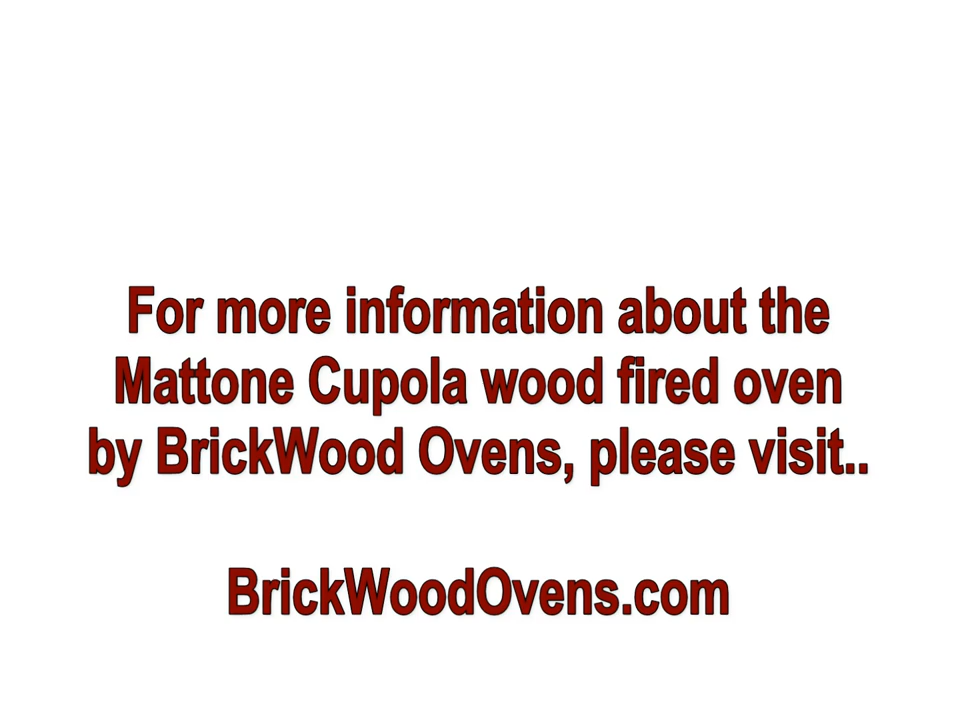 For more information about the
Mattone Cupola wood fired oven
by BrickWood Ovens, please visit..
BrickWoodOvens.com